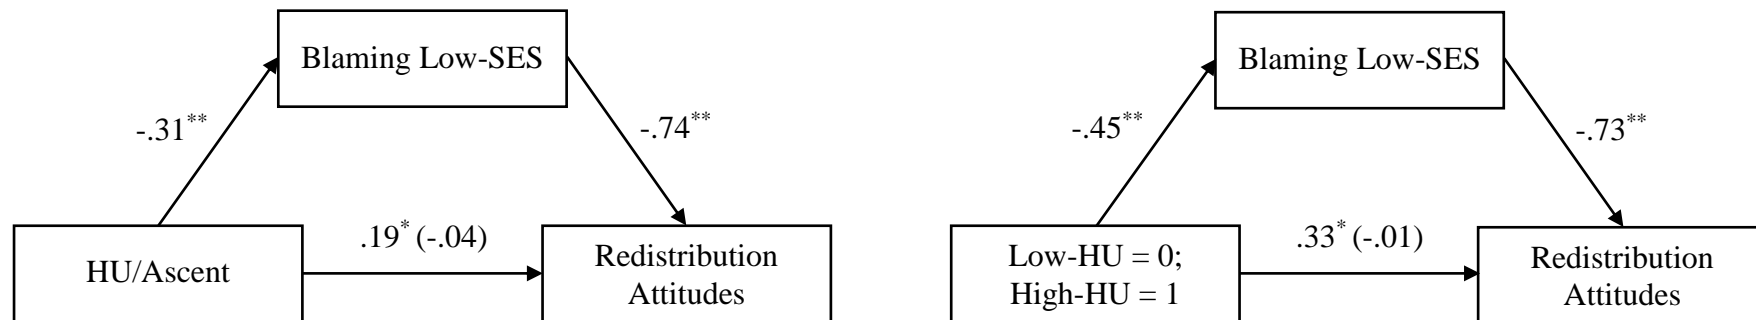 Blaming Low-SES
-.31**
-.74**
HU/Ascent
.19* (-.04)
Redistribution
Attitudes
Blaming Low-SES
-.45**
-.73**
Low-HU = 0;
High-HU = 1
.33* (-.01)
Redistribution
Attitudes